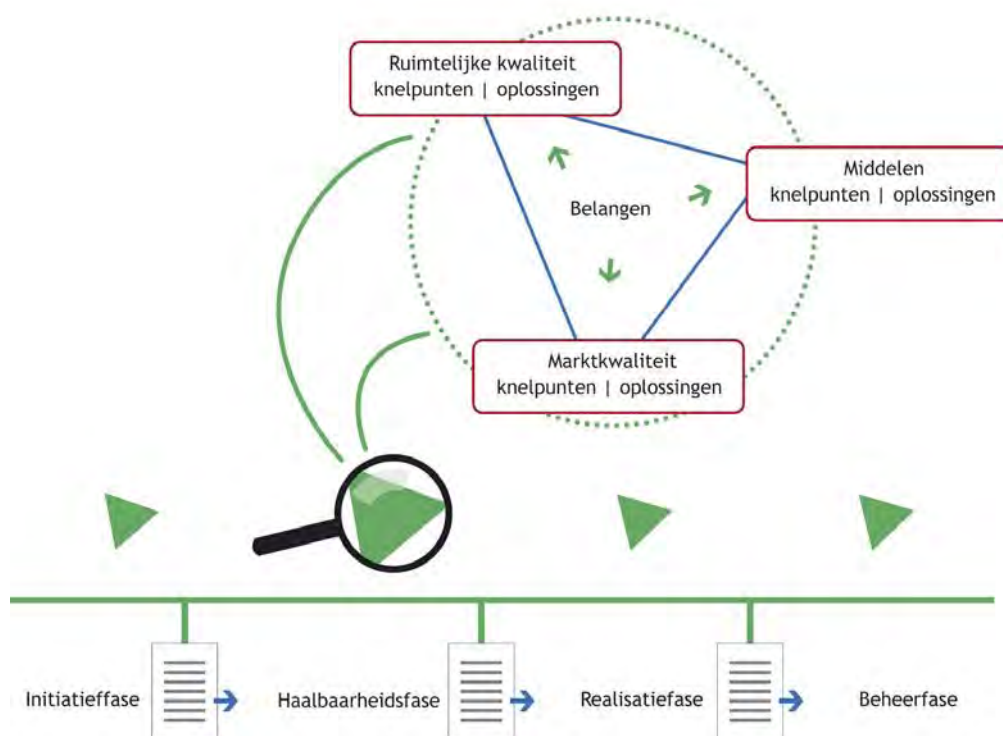 Ruimtelijke kwaliteit
knelpunten | oplossingen
Middelen
knelpunten | oplossingen
Belangen
Marktkwaliteit
knelpunten | oplossingen
Initiatieffase
Haalbaarheidsfase
Realisatiefase
Beheerfase